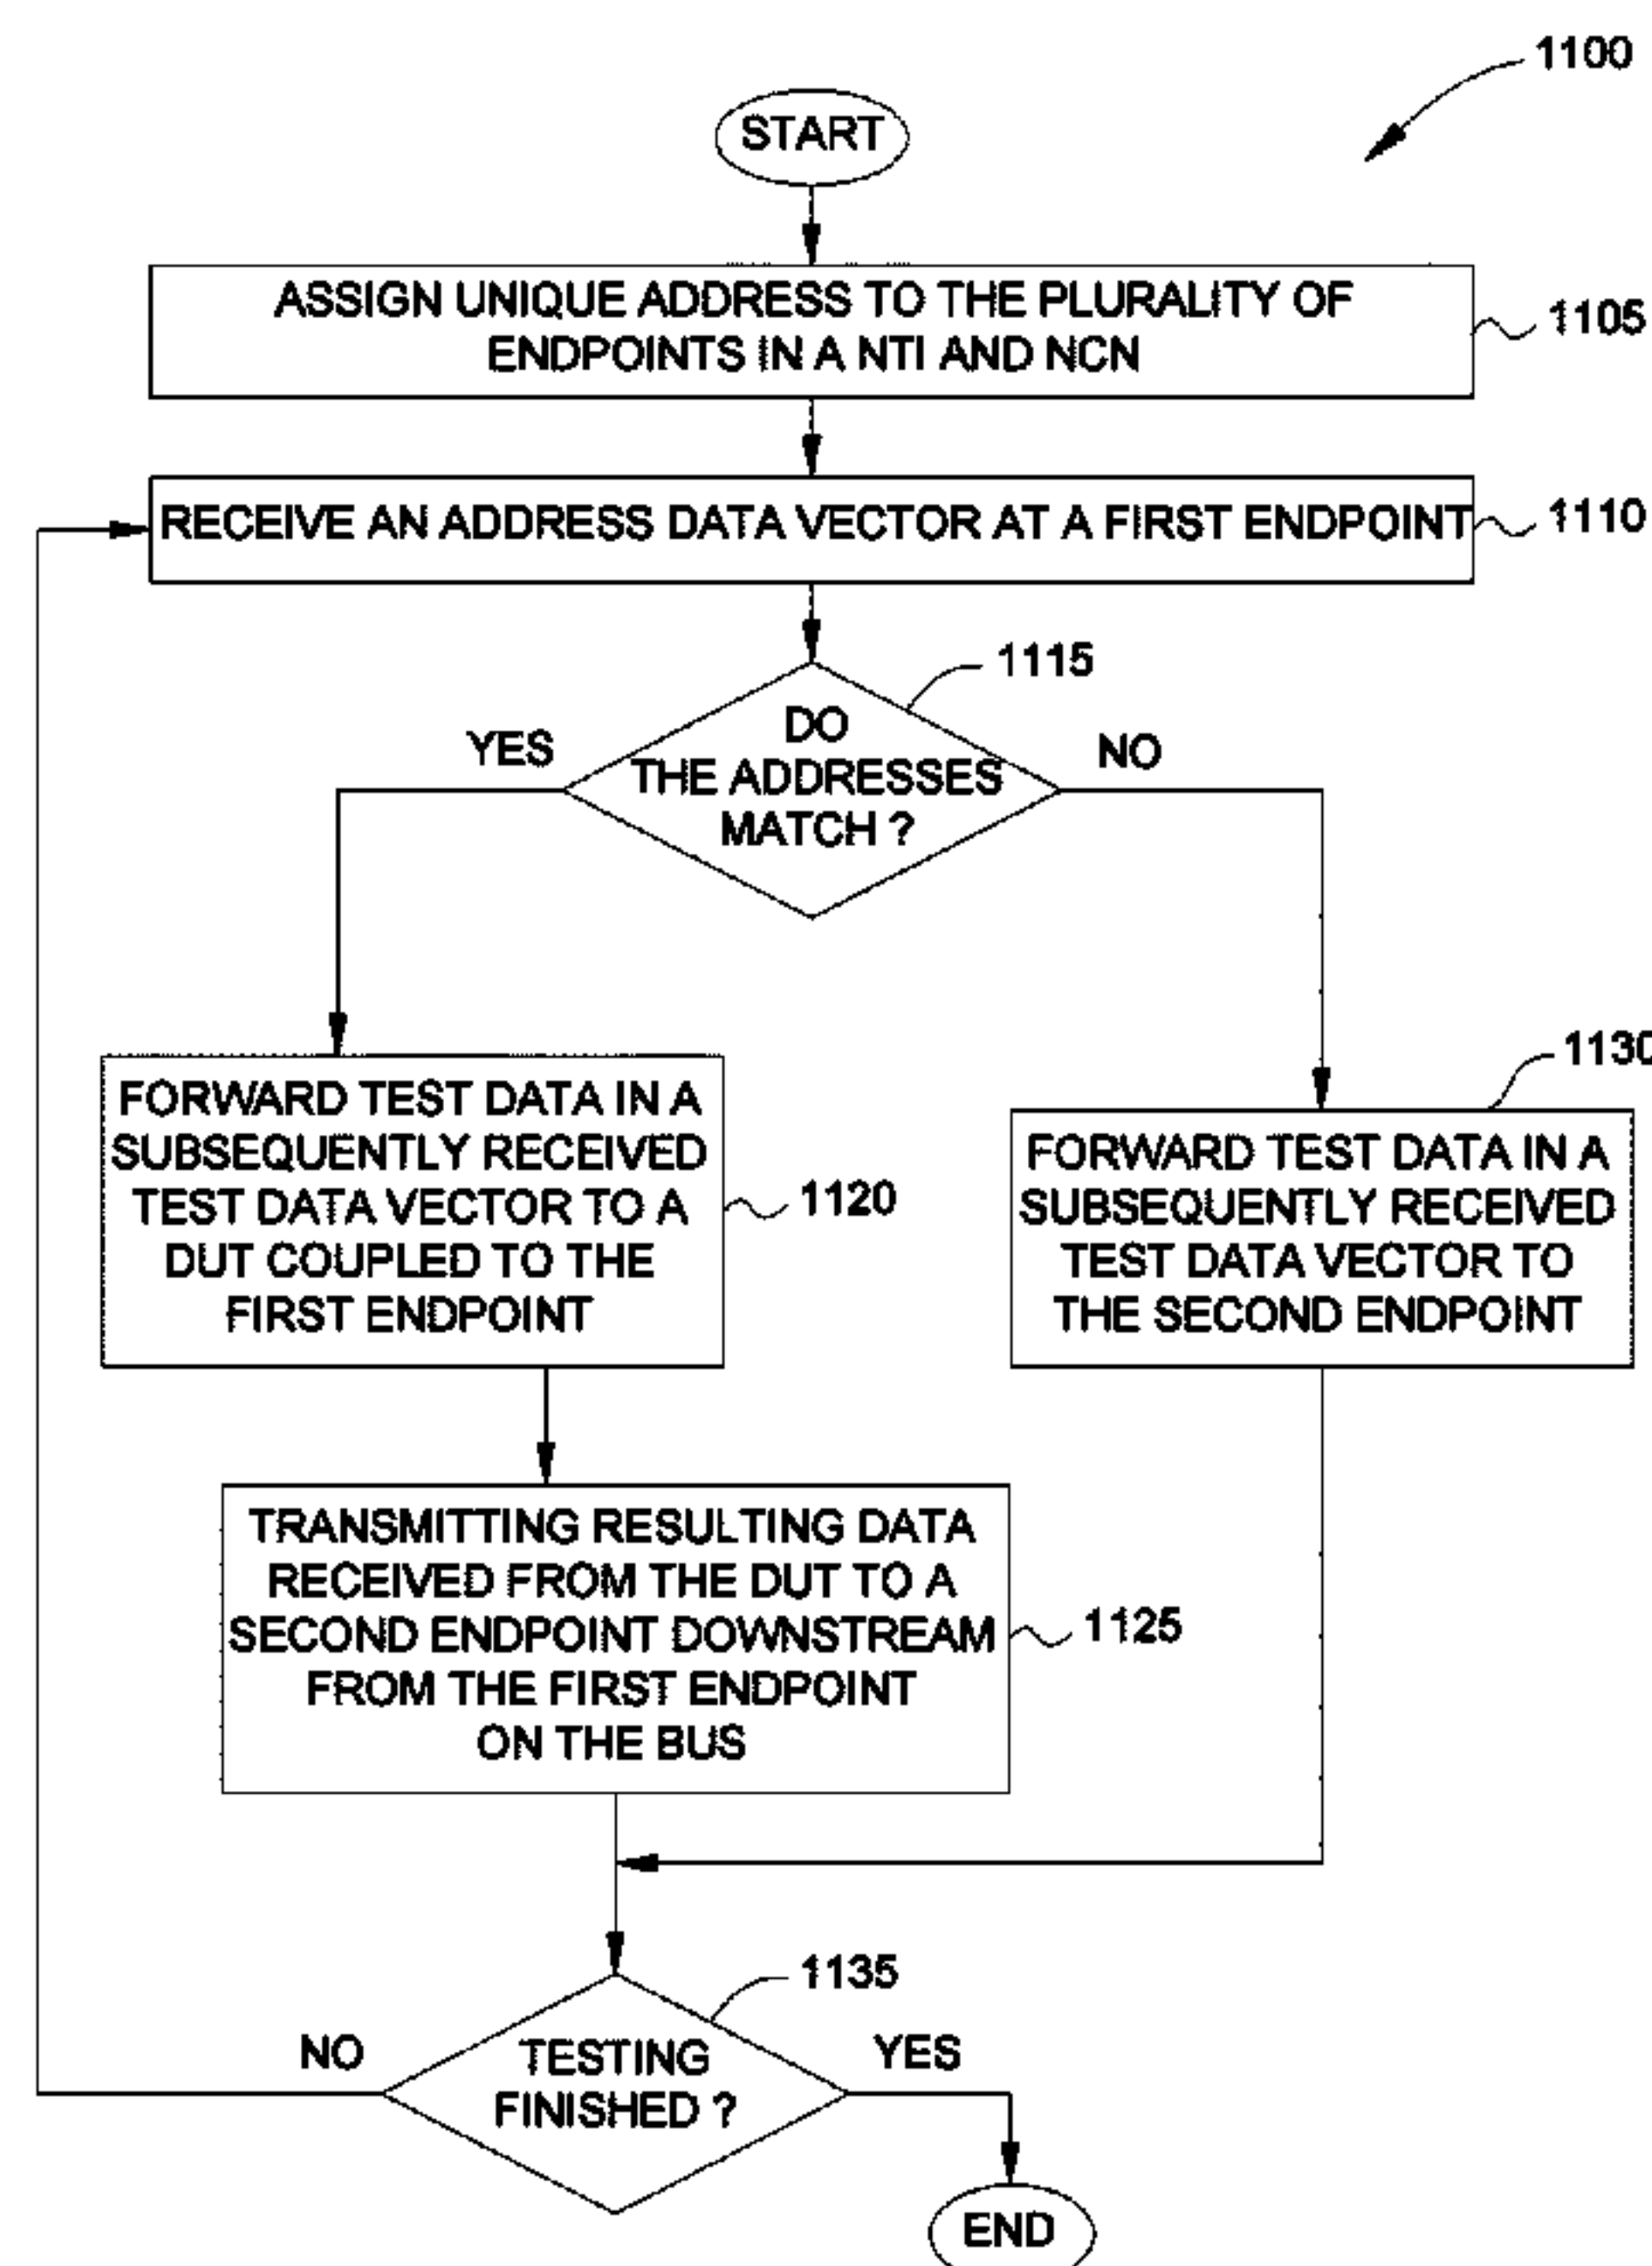 1100
START
ASSIGN UNIQUE ADDRESS TO THE PLURALITY OF
ENDPOINTS IN A NTI AND NCN
1105
RECEIVE AN ADDRESS DATA VECTOR AT A FIRST ENDPOINT
1110
1115
DO
THE ADDRESSES
MATCH ?
YES
NO
FORWARD TEST DATA IN A
SUBSEQUENTLY RECEIVED
TEST DATA VECTOR TO A
DUT COUPLED TO THE
FIRST ENDPOINT
1120
1130
FORWARD TEST DATA IN A
SUBSEQUENTLY RECEIVED
TEST DATA VECTOR TO
THE SECOND ENDPOINT
TRANSMITTING RESULTING DATA
RECEIVED FROM THE DUT TO A
SECOND ENDPOINT DOWNSTREAM
FROM THE FIRST ENDPOINT
ON THE BUS
1125
1135
NO
TESTING
FINISHED ?
YES
END